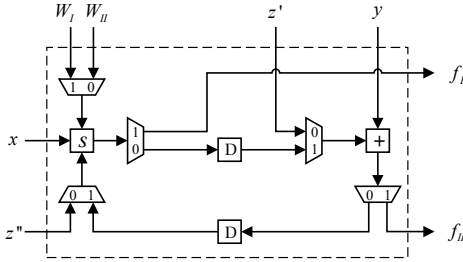 W_I W_II z' y
1 0
f_I
x S 1 0 D 0 1 +
0 1 0 1
z" D f_II